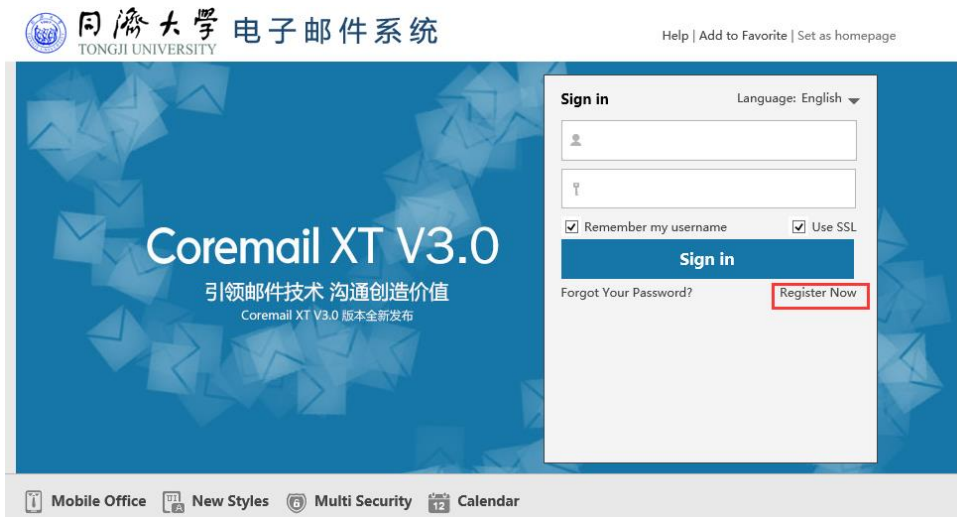 同濟大学 电子邮件系统
TONGJI UNIVERSITY
Help | Add to Favorite | Set as homepage
Sign in
Language: English
Remember my username
Use SSL
Sign in
Forgot Your Password?
Register Now
Coremail XT V3.0
引领邮件技术 沟通创造价值
Coremail XT V3.0 版本全新发布
Mobile Office
New Styles
6 Multi Security
12 Calendar